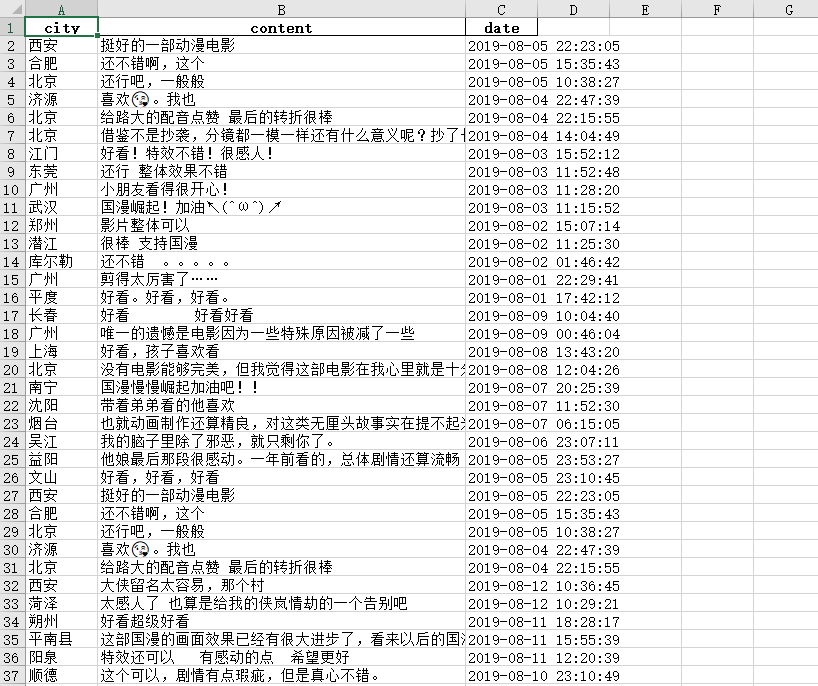 A B C D E F G
1 city content date
2 西安 挺好的一部动漫电影 2019-08-05 22:23:05
3 合肥 还不错啊，这个 2019-08-05 15:35:43
4 北京 还行吧，一般般 2019-08-05 10:38:27
5 济源 喜欢😘。我也 2019-08-04 22:47:39
6 北京 给路大的配音点赞 最后的转折很棒 2019-08-04 22:15:55
7 北京 借鉴不是抄袭，分镜都一模一样还有什么意义呢？抄了 2019-08-04 14:04:49
8 江门 好看！特效不错！很感人！ 2019-08-03 15:52:12
9 东莞 还行 整体效果不错 2019-08-03 11:52:48
10 广州 小朋友看得很开心！ 2019-08-03 11:28:20
11 武汉 国漫崛起！加油↖(^ω^)↗ 2019-08-03 11:15:52
12 郑州 影片整体可以 2019-08-02 15:07:14
13 潜江 很棒 支持国漫 2019-08-02 11:25:30
14 库尔勒 还不错 。。。。。 2019-08-02 01:46:42
15 广州 剪得太厉害了…… 2019-08-01 22:29:41
16 平度 好看。好看，好看。 2019-08-01 17:42:12
17 长春 好看 好看好看 2019-08-09 10:04:40
18 广州 唯一的遗憾是电影因为一些特殊原因被减了一些 2019-08-09 00:46:04
19 上海 好看，孩子喜欢看 2019-08-08 13:43:20
20 北京 没有电影能够完美，但我觉得这部电影在我心里就是十 2019-08-08 12:04:26
21 南宁 国漫慢慢崛起加油吧！！ 2019-08-07 20:25:39
22 沈阳 带着弟弟看的他喜欢 2019-08-07 11:52:30
23 烟台 也就动画制作还算精良，对这类无厘头故事实在提不起 2019-08-07 06:15:05
24 吴江 我的脑子里除了邪恶，就只剩你了。 2019-08-06 23:07:11
25 益阳 他娘最后那段很感动。一年前看的，总体剧情还算流畅 2019-08-05 23:53:27
26 文山 好看，好看，好看 2019-08-05 23:10:45
27 西安 挺好的一部动漫电影 2019-08-05 22:23:05
28 合肥 还不错啊，这个 2019-08-05 15:35:43
29 北京 还行吧，一般般 2019-08-05 10:38:27
30 济源 喜欢😘。我也 2019-08-04 22:47:39
31 北京 给路大的配音点赞 最后的转折很棒 2019-08-04 22:15:55
32 西安 大侠留名太容易，那个村 2019-08-12 10:36:45
33 菏泽 太感人了 也算是给我的侠岚情劫的一个告别吧 2019-08-12 10:29:21
34 朔州 好看超级好看 2019-08-11 18:28:17
35 平南县 这部国漫的画面效果已经有很大进步了，看来以后的国 2019-08-11 15:55:39
36 阳泉 特效还可以 有感动的点 希望更好 2019-08-11 12:20:39
37 顺德 这个可以，剧情有点瑕疵，但是真心不错。 2019-08-10 23:10:49